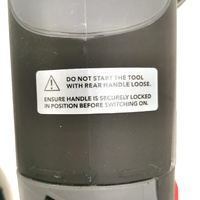 DO NOT START THE TOOL
WITH REAR HANDLE LOOSE.
ENSURE HANDLE IS SECURELY LOCKED
IN POSITION BEFORE SWITCHING ON.